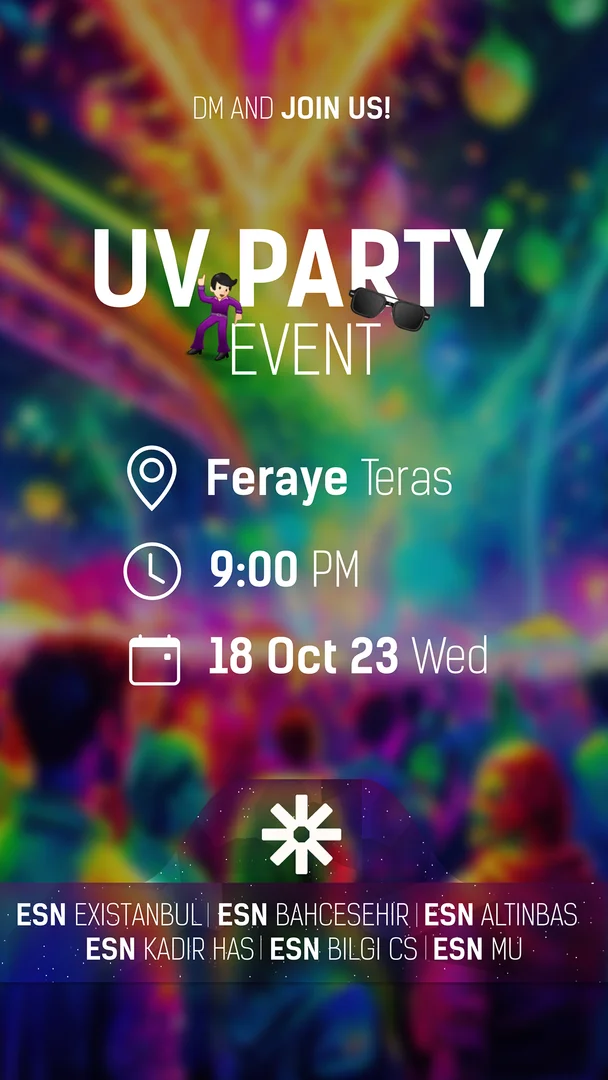 DM AND JOIN US!
UV PARTY
EVENT
Feraye Teras
9:00 PM
18 Oct 23 Wed
ESN EXISTANBUL | ESN BAHCESEHİR | ESN ALTINBAS
ESN KADIR HAS | ESN BILGI CS | ESN MU